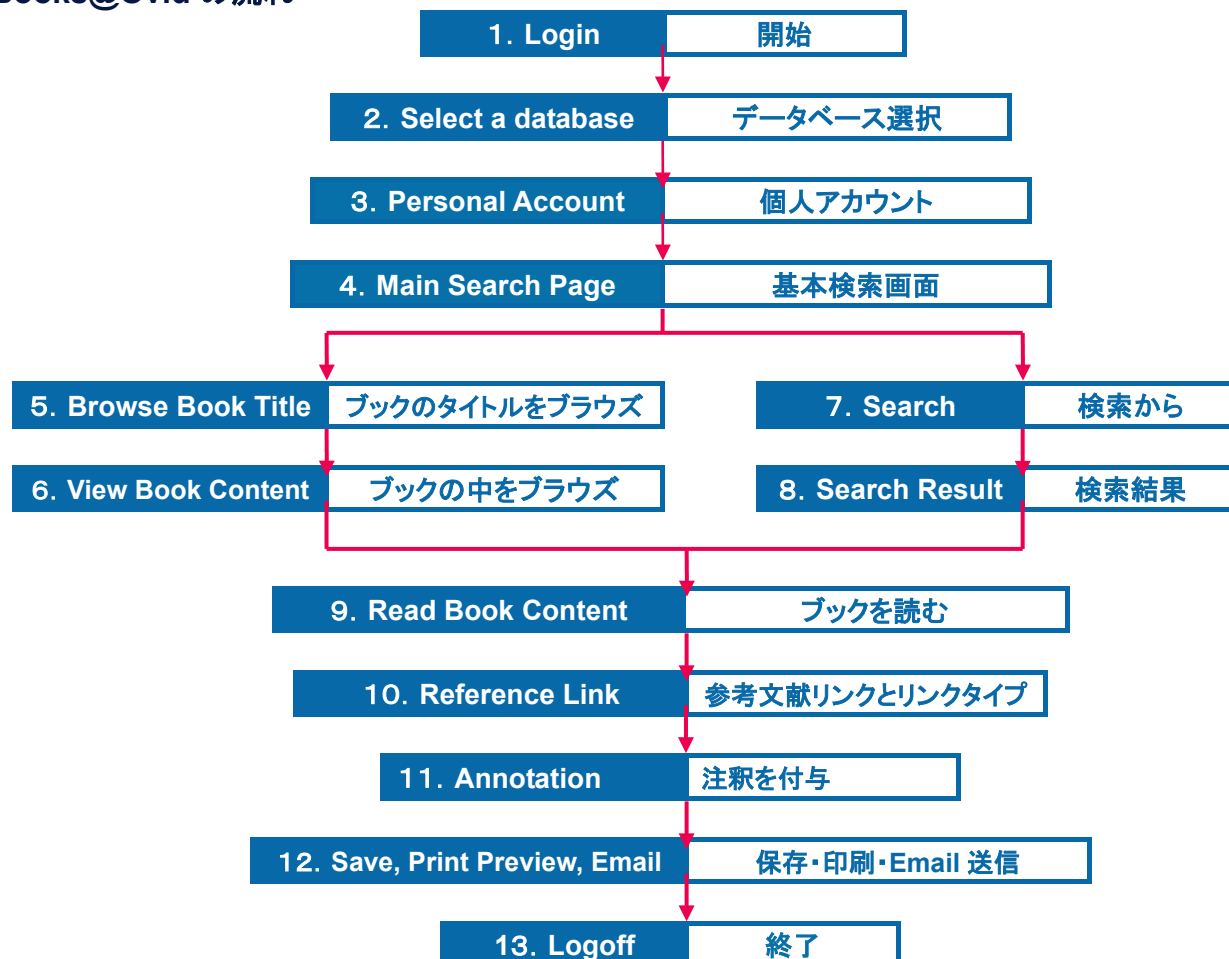 Books@Ovid の流れ
1．Login 開始
2．Select a database データベース選択
3．Personal Account 個人アカウント
4．Main Search Page 基本検索画面
5．Browse Book Title ブックのタイトルをブラウズ
7．Search 検索から
6．View Book Content ブックの中をブラウズ
8．Search Result 検索結果
9．Read Book Content ブックを読む
10．Reference Link 参考文献リンクとリンクタイプ
11．Annotation 注釈を付与
12．Save, Print Preview, Email 保存・印刷・Email 送信
13．Logoff 終了